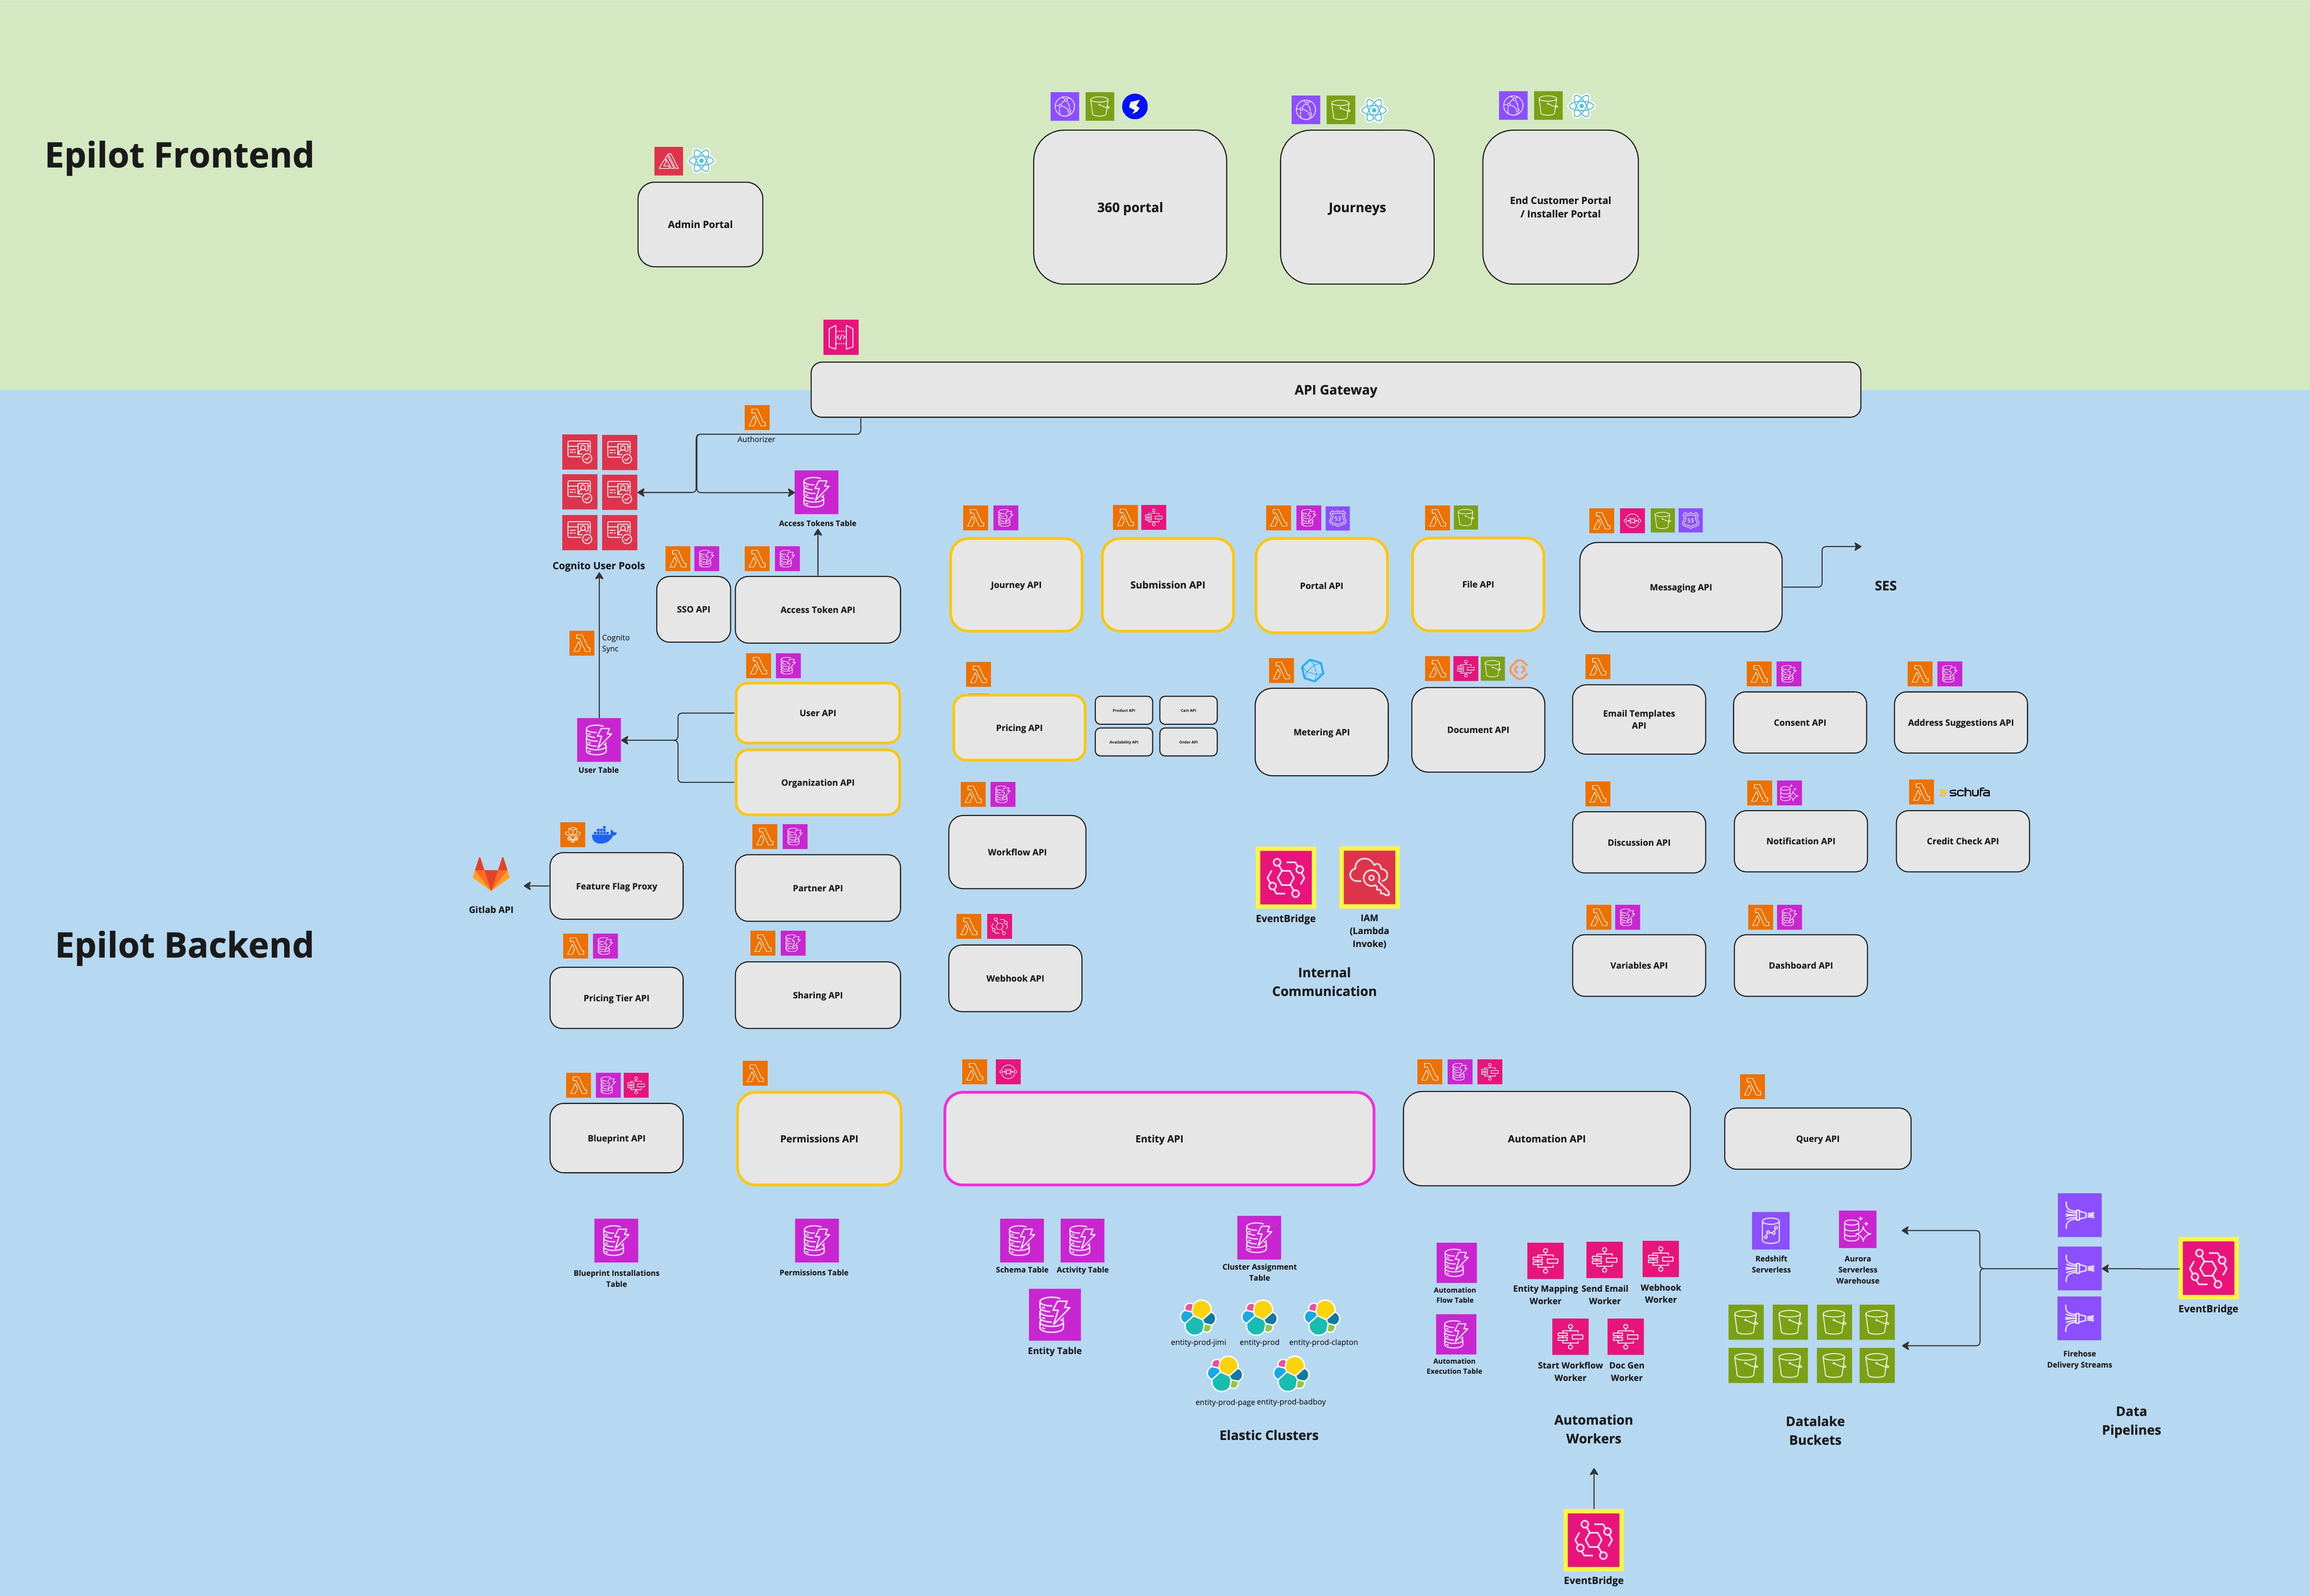 Epilot Frontend
Admin Portal
360 portal
Journeys
End Customer Portal
/ Installer Portal
API Gateway
Authorizer
Cognito User Pools
Access Tokens Table
SSO API
Access Token API
Cognito
Sync
User API
Organization API
User Table
Journey API
Submission API
Portal API
File API
Messaging API
SES
Pricing API
Product API
Cart API
Availability API
Order API
Metering API
Document API
Email Templates
API
Consent API
Address Suggestions API
Workflow API
Discussion API
Notification API
schufa
Credit Check API
Epilot Backend
Gitlab API
Feature Flag Proxy
Partner API
Pricing Tier API
Sharing API
Webhook API
EventBridge
IAM
(Lambda
Invoke)
Internal
Communication
Variables API
Dashboard API
Blueprint API
Permissions API
Entity API
Automation API
Query API
Blueprint Installations
Table
Permissions Table
Schema Table
Activity Table
Entity Table
Cluster Assignment
Table
entity-prod-jimi
entity-prod
entity-prod-clapton
entity-prod-page
entity-prod-badboy
Elastic Clusters
Automation
Flow Table
Automation
Execution Table
Entity Mapping
Worker
Send Email
Worker
Webhook
Worker
Start Workflow
Worker
Doc Gen
Worker
Automation
Workers
EventBridge
Redshift
Serverless
Aurora
Serverless
Warehouse
Datalake
Buckets
Firehose
Delivery Streams
Data
Pipelines
EventBridge